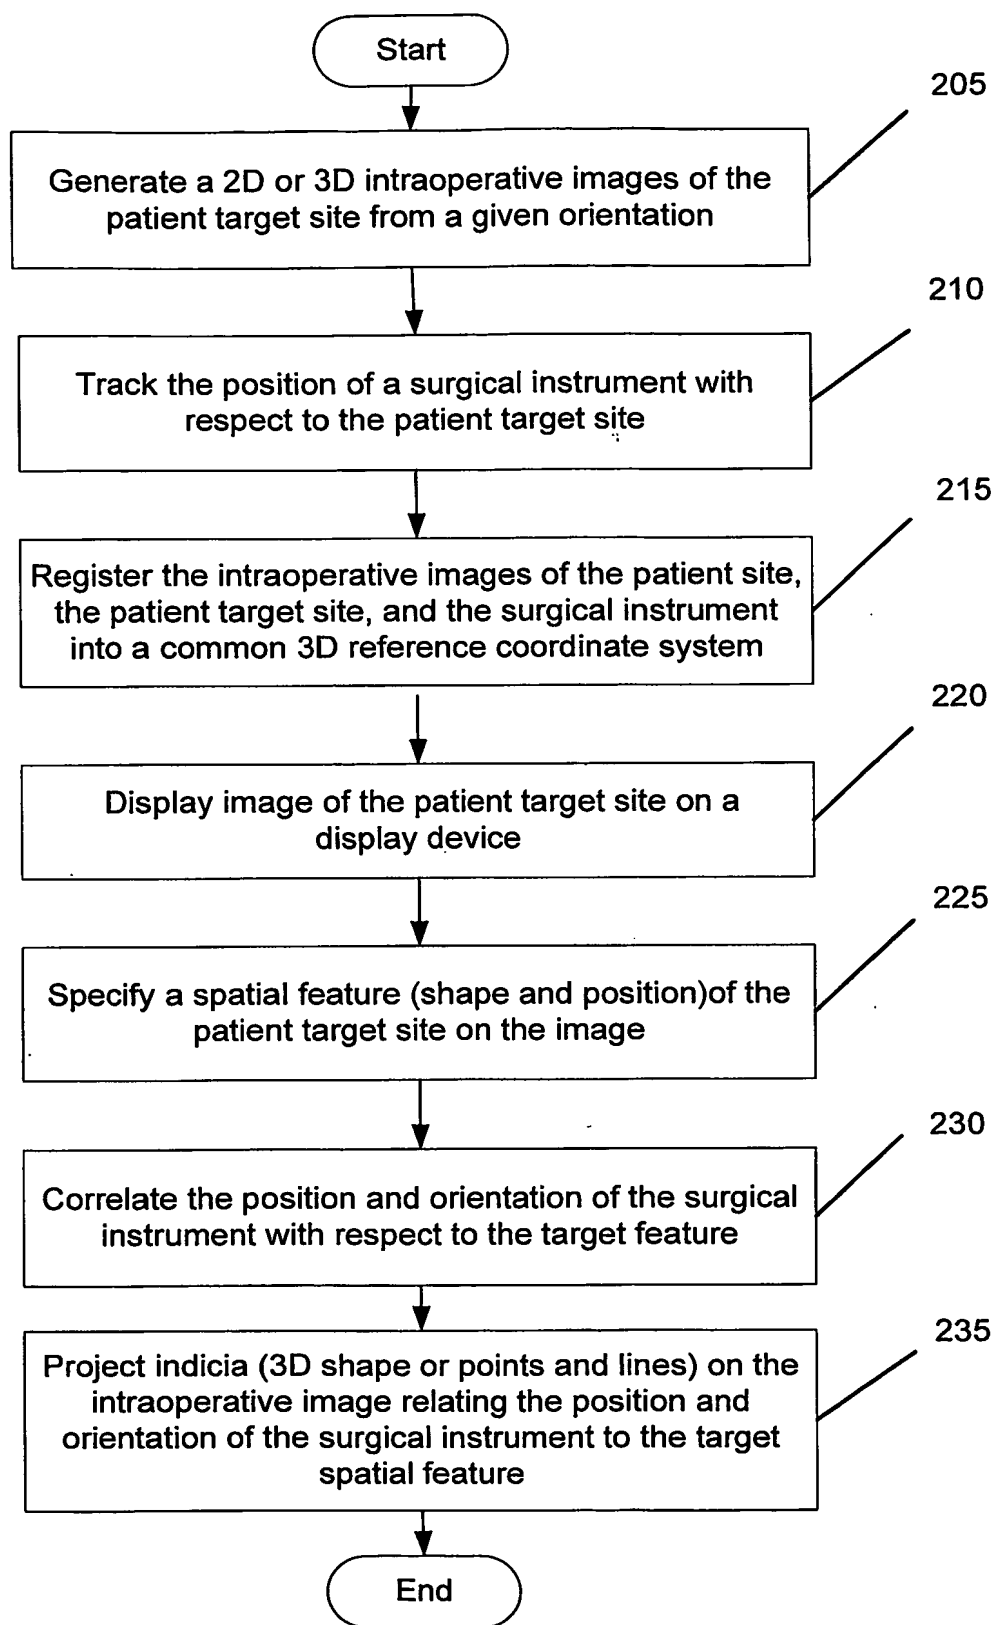 Start
205
Generate a 2D or 3D intraoperative images of the
patient target site from a given orientation
210
Track the position of a surgical instrument with
respect to the patient target site
215
Register the intraoperative images of the patient site,
the patient target site, and the surgical instrument
into a common 3D reference coordinate system
220
Display image of the patient target site on a
display device
225
Specify a spatial feature (shape and position)of the
patient target site on the image
230
Correlate the position and orientation of the surgical
instrument with respect to the target feature
235
Project indicia (3D shape or points and lines) on the
intraoperative image relating the position and
orientation of the surgical instrument to the target
spatial feature
End